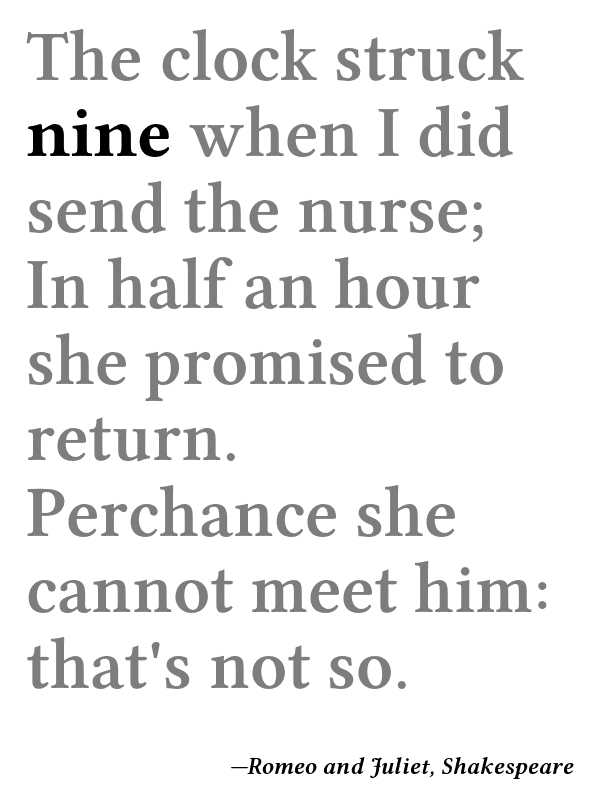 The clock struck
nine when I did
send the nurse;
In half an hour
she promised to
return.
Perchance she
cannot meet him:
that's not so.
—Romeo and Juliet, Shakespeare